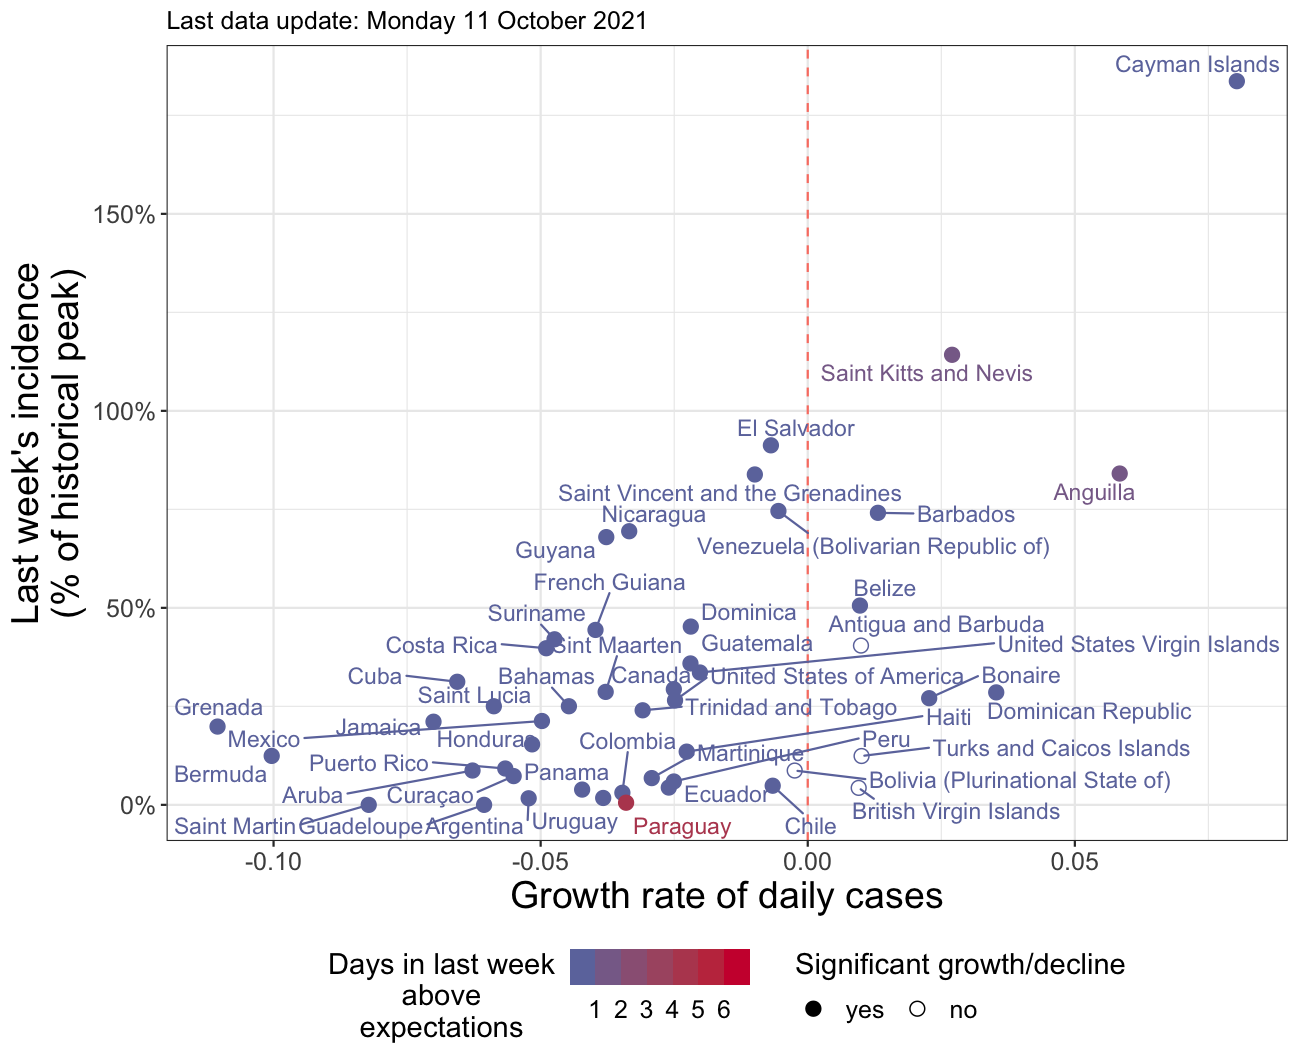 Last data update: Monday 11 October 2021
Last week's incidence
(% of historical peak)
150%
100%
50%
0%
Cayman Islands
Saint Kitts and Nevis
El Salvador
Anguilla
Saint Vincent and the Grenadines
Nicaragua
Barbados
Guyana
Venezuela (Bolivarian Republic of)
French Guiana
Belize
Suriname
Dominica
Antigua and Barbuda
Costa Rica
Sint Maarten
Guatemala
United States Virgin Islands
Cuba
Bahamas
Canada
United States of America
Bonaire
Saint Lucia
Grenada
Trinidad and Tobago
Dominican Republic
Haiti
Jamaica
Mexico
Honduras
Colombia
Peru
Martinique
Turks and Caicos Islands
Puerto Rico
Bermuda
Panama
Bolivia (Plurinational State of)
Aruba
Curaçao
Ecuador
British Virgin Islands
Saint Martin
Guadeloupe
Argentina
Uruguay
Paraguay
Chile
-0.10
-0.05
0.00
0.05
Growth rate of daily cases
Days in last week
above
expectations
1 2 3 4 5 6
Significant growth/decline
yes
no